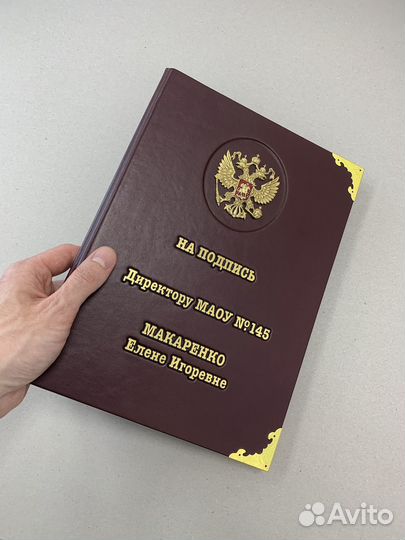 НА ПОДПИСЬ
Директору МАОУ №145
МАКАРЕНКО
Елене Игоревне
Avito